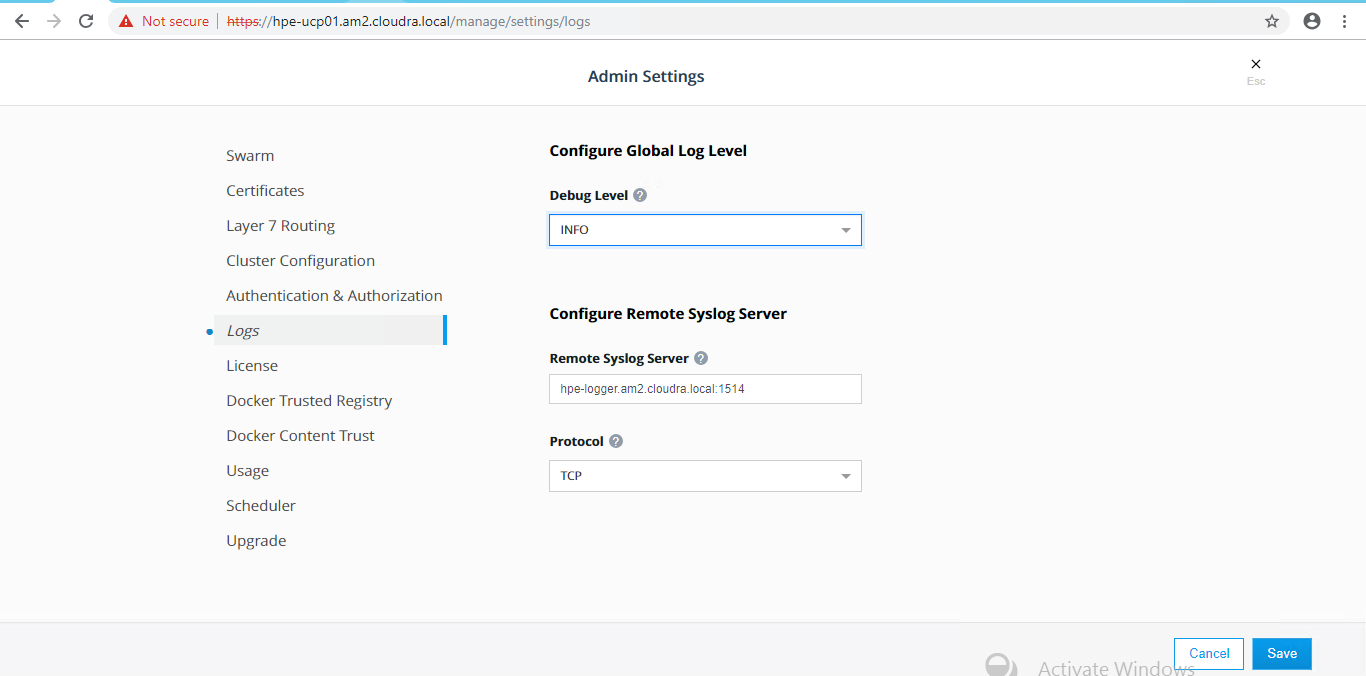 Not secure | https://hpe-ucp01.am2.cloudra.local/manage/settings/logs
Admin Settings
Esc
Swarm
Certificates
Layer 7 Routing
Cluster Configuration
Authentication & Authorization
Logs
License
Docker Trusted Registry
Docker Content Trust
Usage
Scheduler
Upgrade
Configure Global Log Level
Debug Level ?
INFO
Configure Remote Syslog Server
Remote Syslog Server ?
hpe-logger.am2.cloudra.local:1514
Protocol ?
TCP
Cancel
Save
Activate Windows